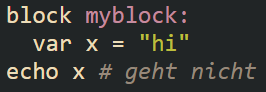 block myblock:
  var x = "hi"
echo x # geht nicht